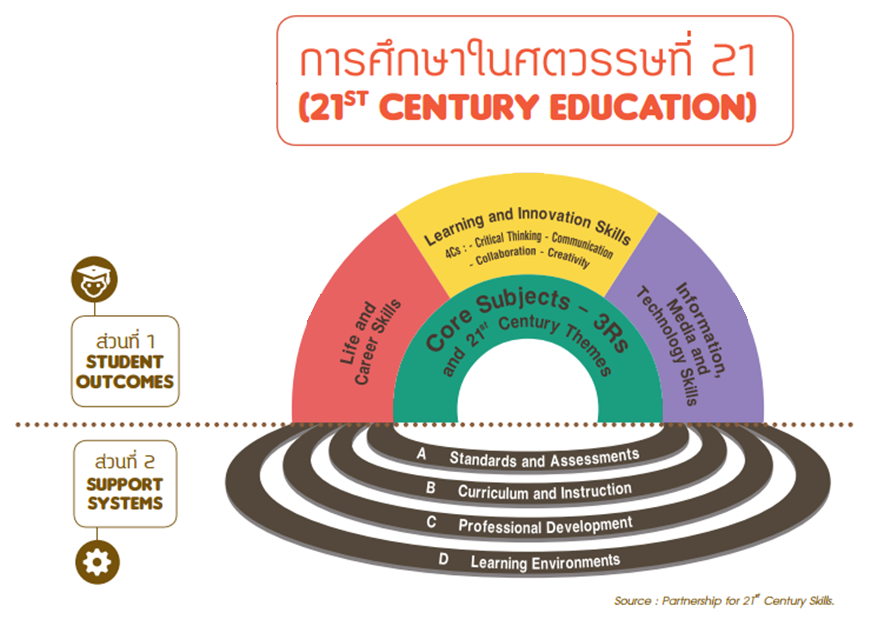 การศึกษาในศตวรรษที่ 21
(21ST CENTURY EDUCATION)
Learning and Innovation Skills
4Cs : - Critical Thinking - Communication
- Collaboration - Creativity
Life and
Career Skills
Core Subjects – 3Rs
and 21st Century Themes
Information,
Media and
Technology Skills
ส่วนที่ 1
STUDENT
OUTCOMES
ส่วนที่ 2
SUPPORT
SYSTEMS
A Standards and Assessments
B Curriculum and Instruction
C Professional Development
D Learning Environments
Source : Partnership for 21st Century Skills.